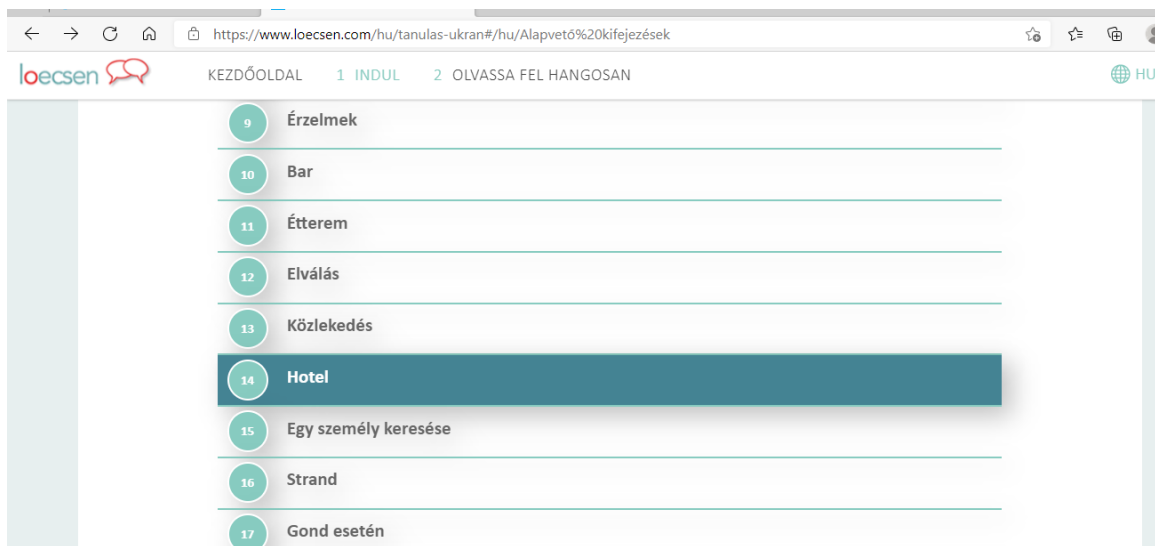 https://www.loecsen.com/hu/tanulas-ukran#/hu/Alapvető%20kifejezések
loecsen KEZDŐOLDAL 1 INDUL 2 OLVASSA FEL HANGOSAN HU
9 Érzelmek
10 Bar
11 Étterem
12 Elválás
13 Közlekedés
14 Hotel
15 Egy személy keresése
16 Strand
17 Gond esetén